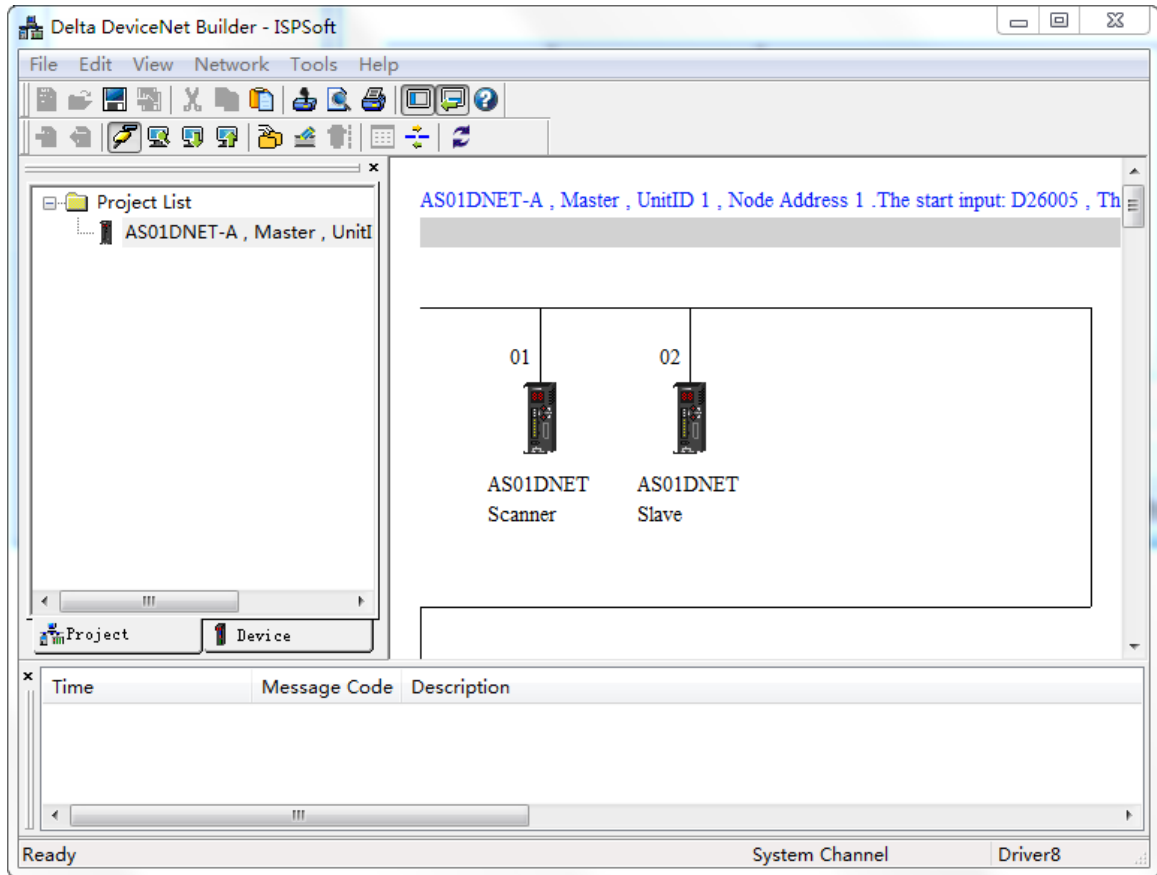 Delta DeviceNet Builder - ISPSoft
File Edit View Network Tools Help
Project List
AS01DNET-A , Master , UnitI
Project
Device
AS01DNET-A , Master , UnitID 1 , Node Address 1 .The start input: D26005 , Th
01
02
AS01DNET
Scanner
AS01DNET
Slave
Time Message Code Description
Ready System Channel Driver8